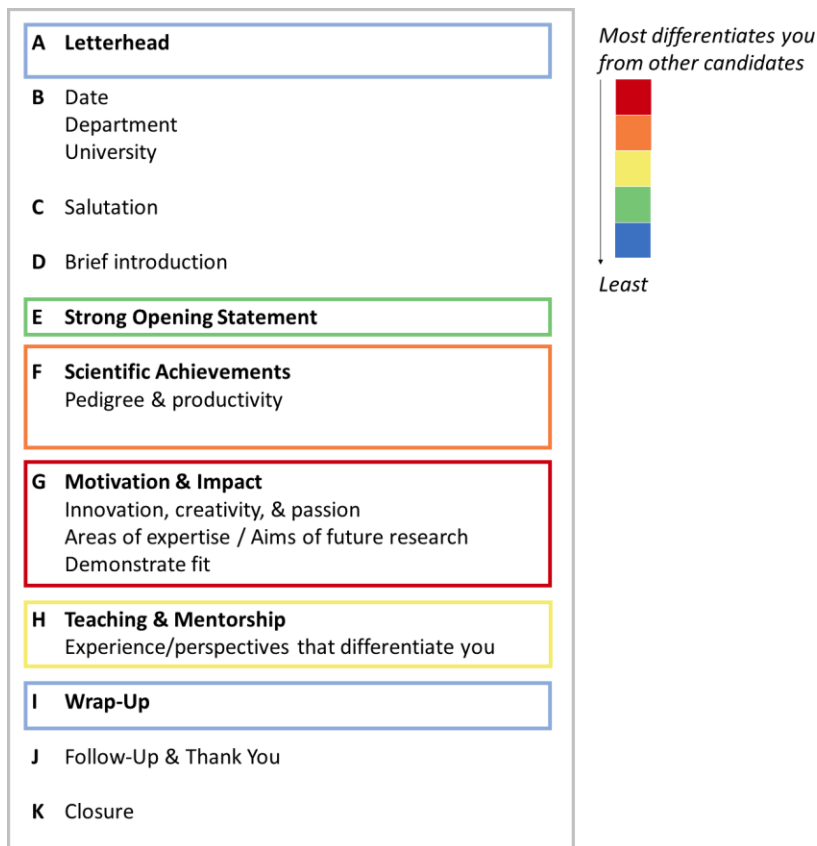 A Letterhead
B Date
Department
University
C Salutation
D Brief introduction
E Strong Opening Statement
F Scientific Achievements
Pedigree & productivity
G Motivation & Impact
Innovation, creativity, & passion
Areas of expertise / Aims of future research
Demonstrate fit
H Teaching & Mentorship
Experience/perspectives that differentiate you
I Wrap-Up
J Follow-Up & Thank You
K Closure
Most differentiates you
from other candidates
Least